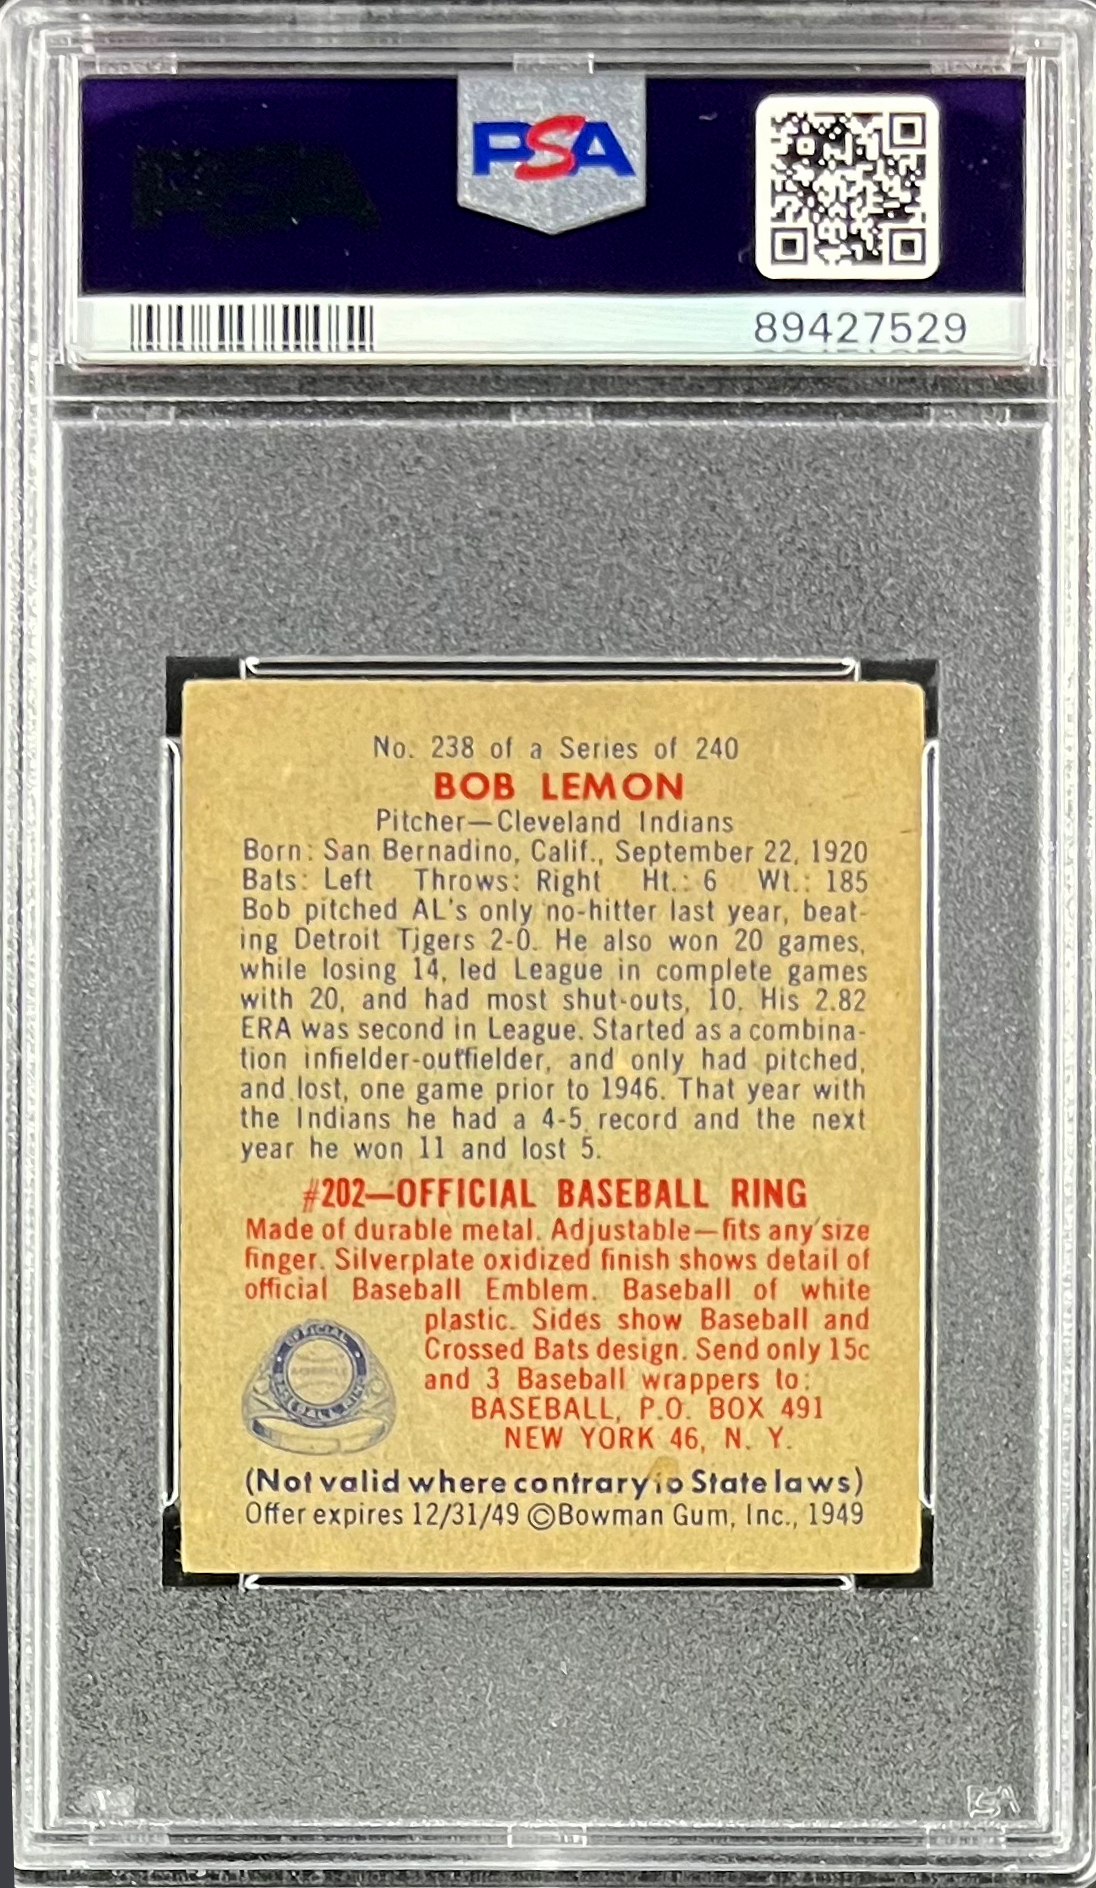 PSA
89427529
No. 238 of a Series of 240
BOB LEMON
Pitcher—Cleveland Indians
Born: San Bernadino, Calif., September 22, 1920
Bats: Left Throws: Right Ht.: 6 Wt.: 185
Bob pitched AL's only no-hitter last year, beat-
ing Detroit Tigers 2-0. He also won 20 games,
while losing 14, led League in complete games
with 20, and had most shut-outs, 10. His 2.82
ERA was second in League. Started as a combina-
tion infielder-outfielder, and only had pitched,
and lost, one game prior to 1946. That year with
the Indians he had a 4-5 record and the next
year he won 11 and lost 5.
#202—OFFICIAL BASEBALL RING
Made of durable metal. Adjustable—fits any size
finger. Silverplate oxidized finish shows detail of
official Baseball Emblem. Baseball of white
plastic. Sides show Baseball and
Crossed Bats design. Send only 15c
and 3 Baseball wrappers to:
BASEBALL, P.O. BOX 491
NEW YORK 46, N. Y.
OFFICIAL
BASEBALL RING
(Not valid where contrary to State laws)
Offer expires 12/31/49 ©Bowman Gum, Inc., 1949
PSA